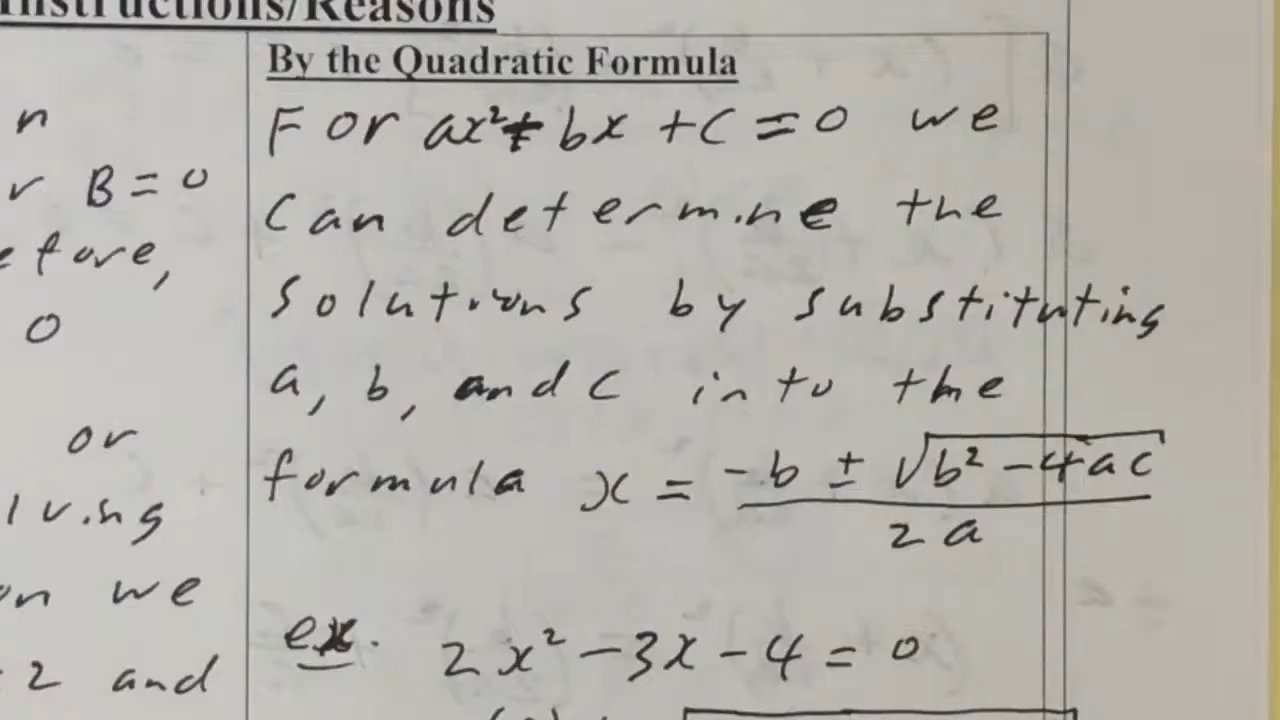 Instructions/Reasons
n
r B = 0
efore,
0
or
lving
on we
2 and
By the Quadratic Formula
For ax² + bx + c = 0 we
can determine the
solutions by substituting
a, b, and c into the
formula x = -b ± √b² - 4ac
2a
ex. 2x² - 3x - 4 = 0